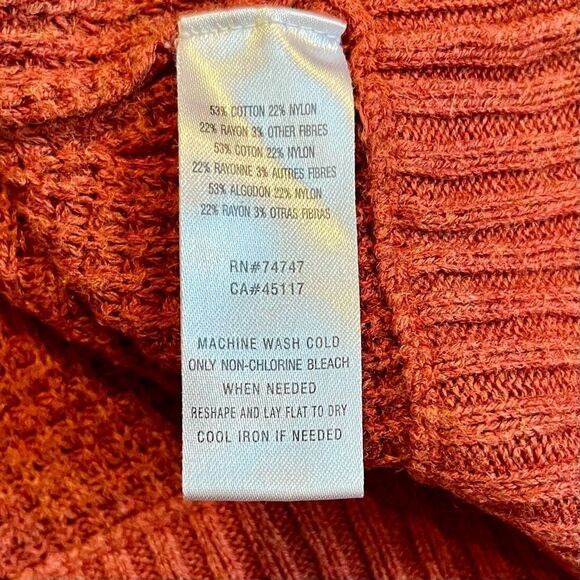 53% COTTON 22% NYLON
22% RAYON 3% OTHER FIBRES
53% COTON 22% NYLON
22% RAYONNE 3% AUTRES FIBRES
53% ALGODON 22% NYLON
22% RAYÓN 3% OTRAS FIBRAS
RN#74747
CA#45117
MACHINE WASH COLD
ONLY NON-CHLORINE BLEACH
WHEN NEEDED
RESHAPE AND LAY FLAT TO DRY
COOL IRON IF NEEDED